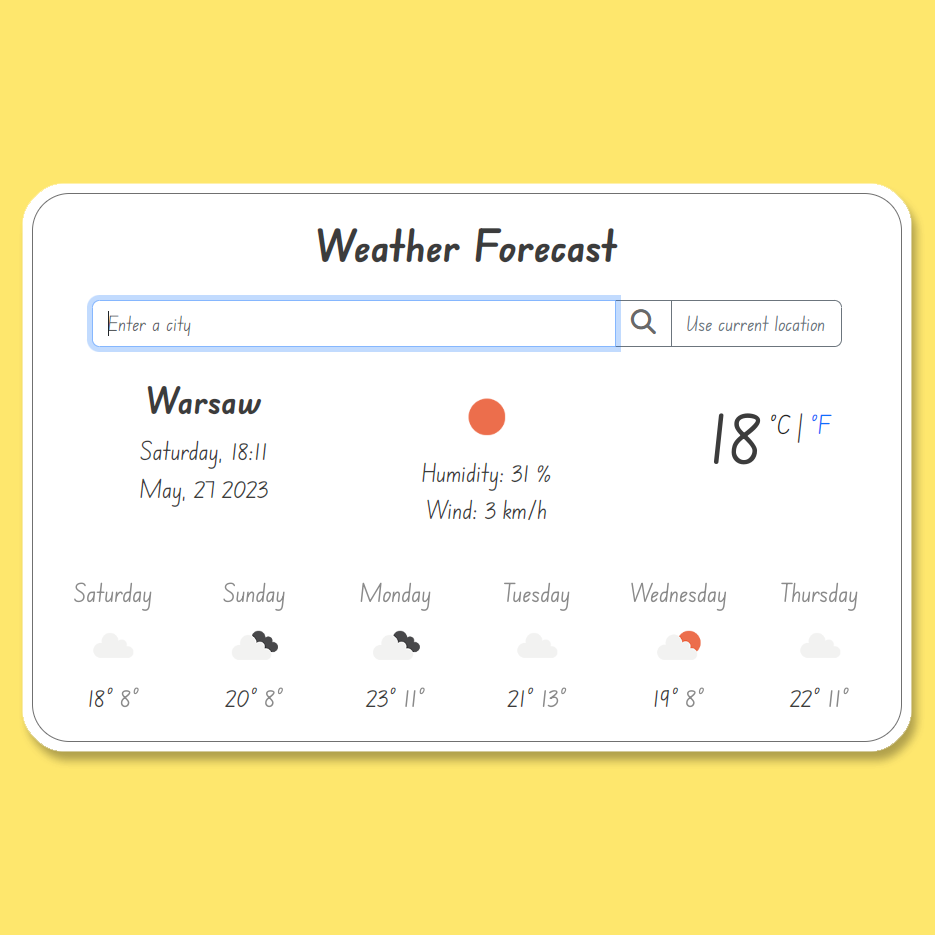 Weather Forecast
Enter a city
Use current location
Warsaw
Saturday, 18:11
May, 27 2023
Humidity: 31 %
Wind: 3 km/h
18 °C | °F
Saturday Sunday Monday Tuesday Wednesday Thursday
18° 8° 20° 8° 23° 11° 21° 13° 19° 8° 22° 11°